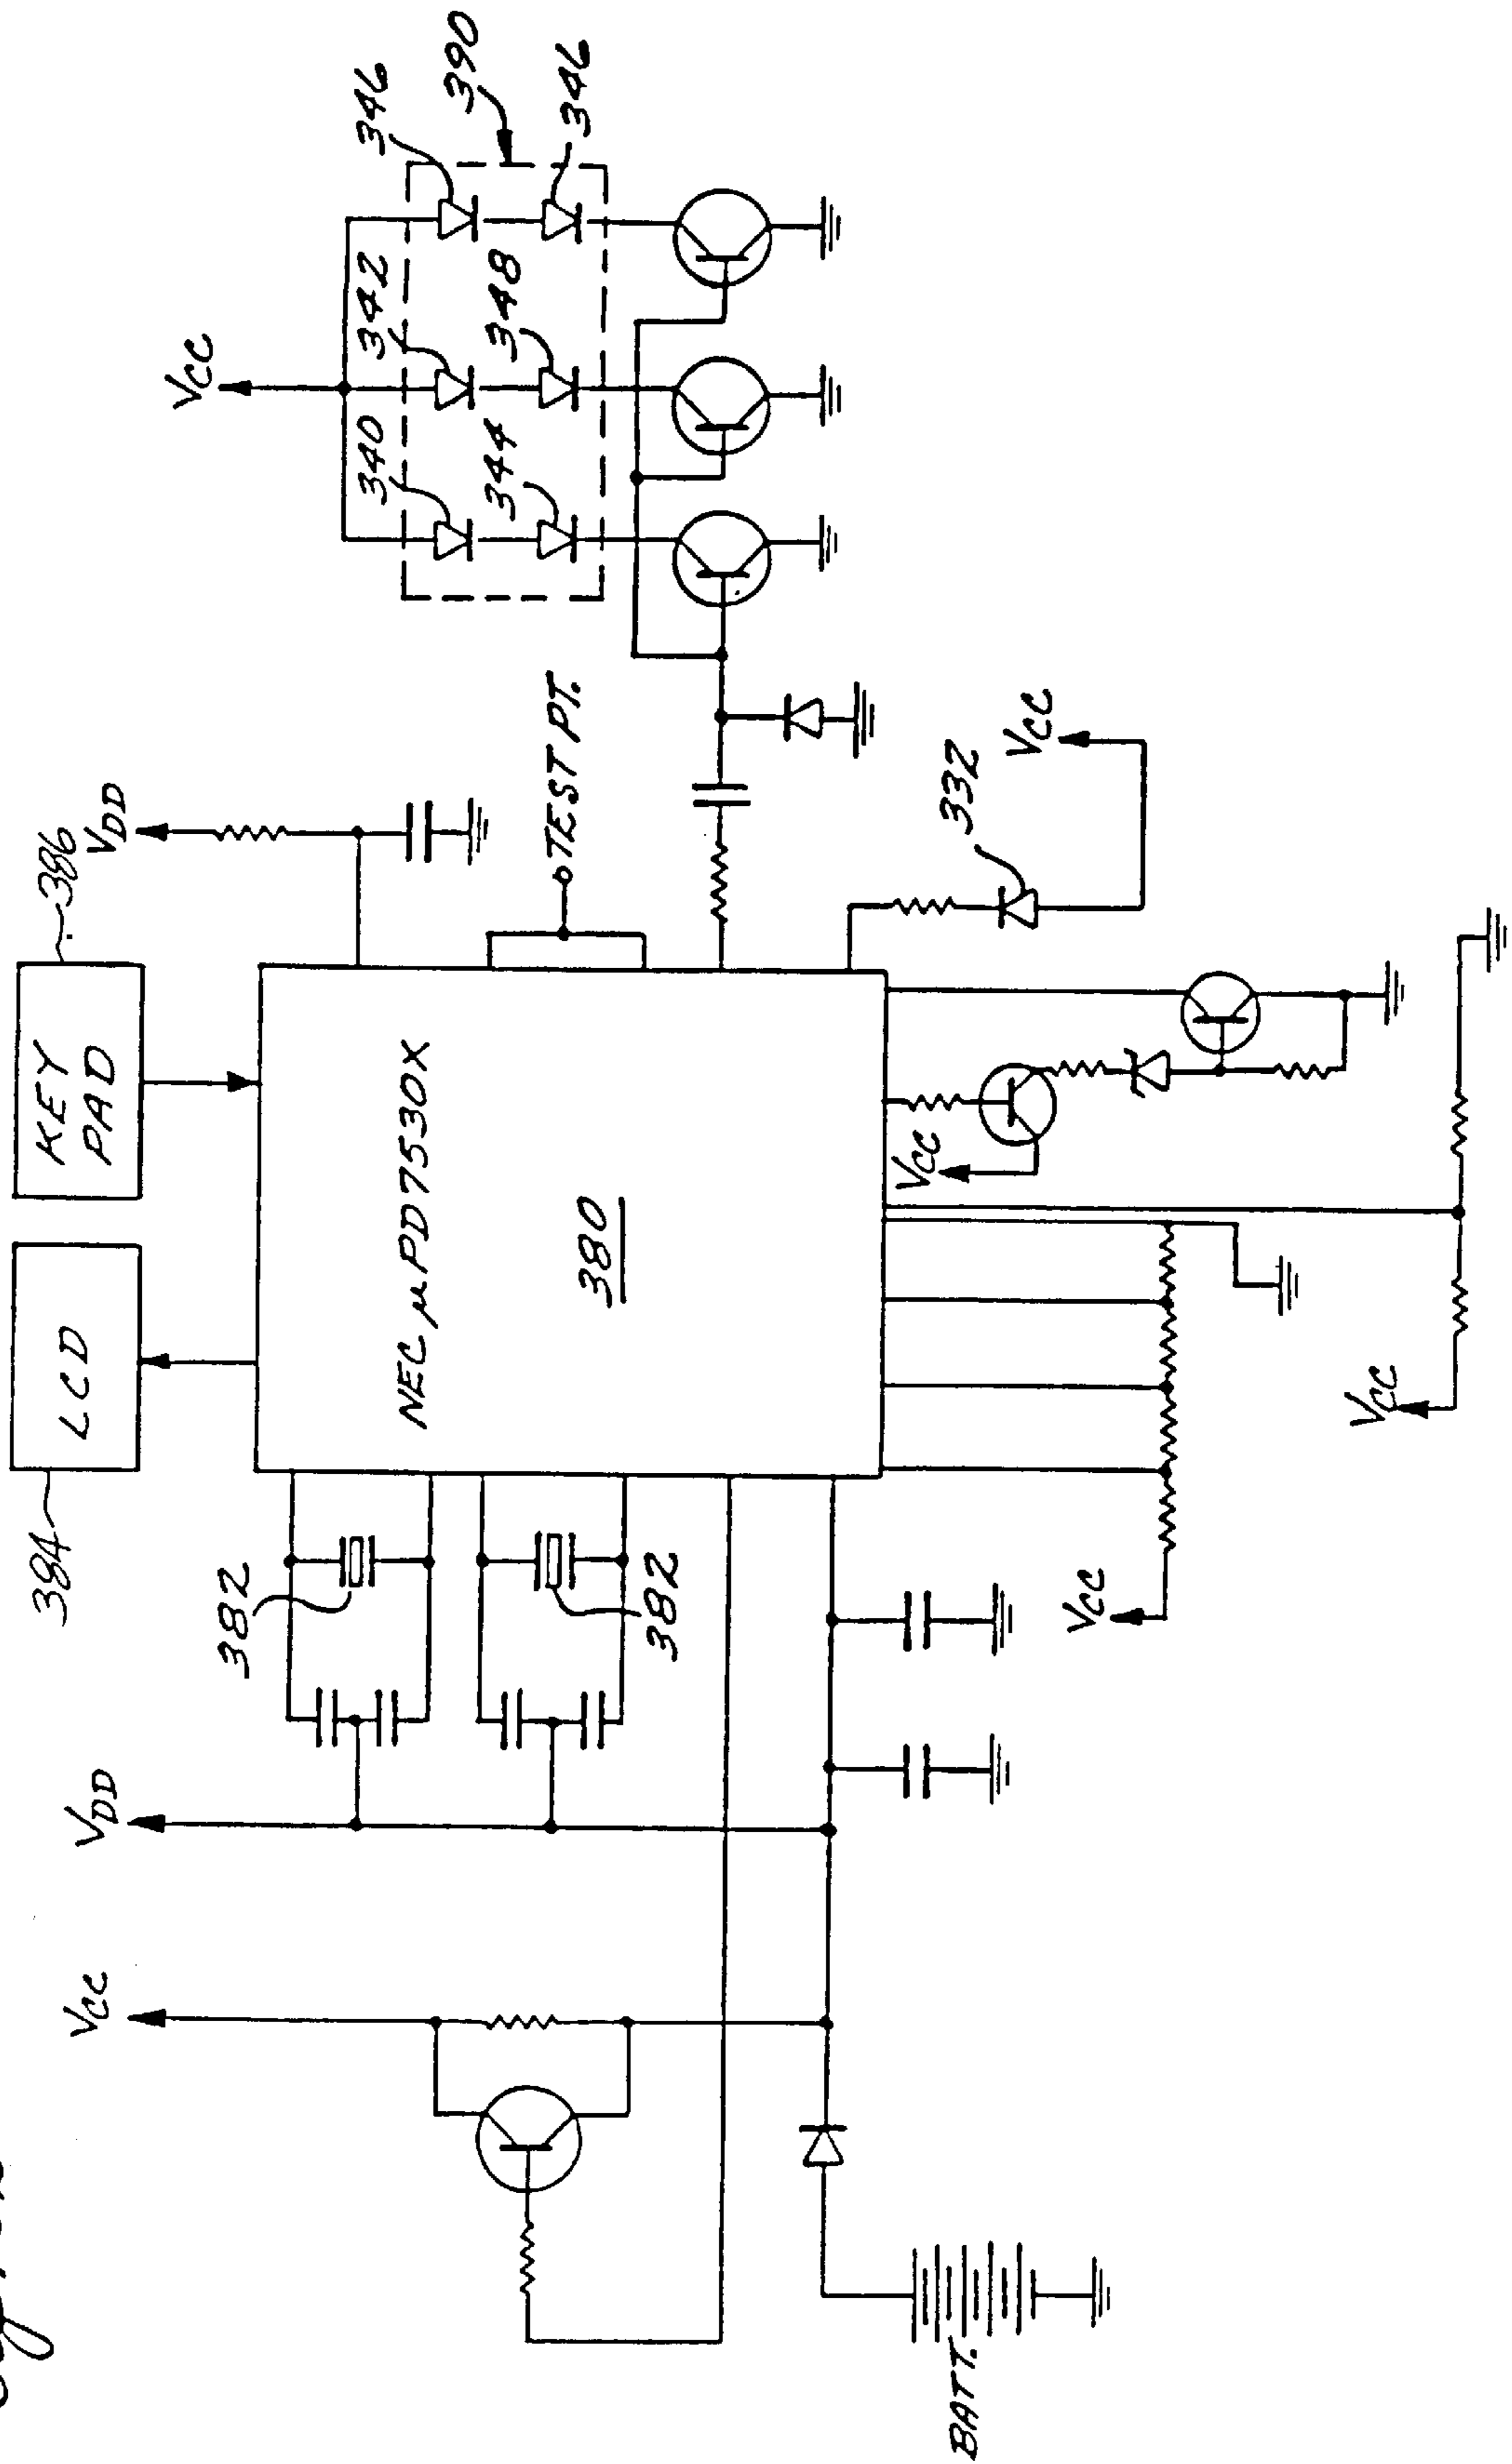 384
LCD
KEY
PAD
386
VDD
VCC
VDD
VCC
340
342
346
390
344
348
346
382
382
NEC µPD7530X
380
TEST PT.
332
VCC
VCC
VCC
VCC
BATT.